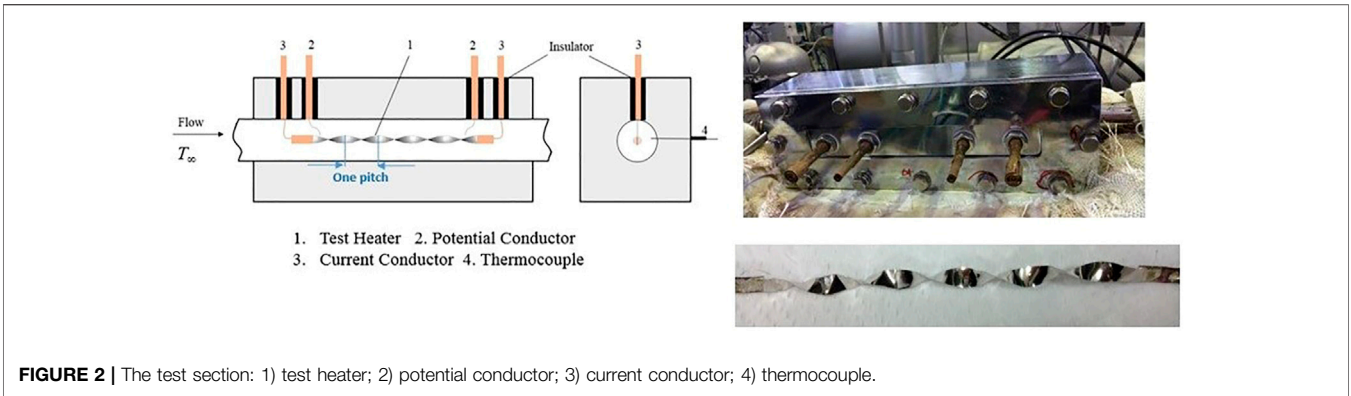 3 2 1 2 3 Insulator 3
Flow
T∞
4
One pitch
1. Test Heater 2. Potential Conductor
3. Current Conductor 4. Thermocouple
FIGURE 2 | The test section: 1) test heater; 2) potential conductor; 3) current conductor; 4) thermocouple.